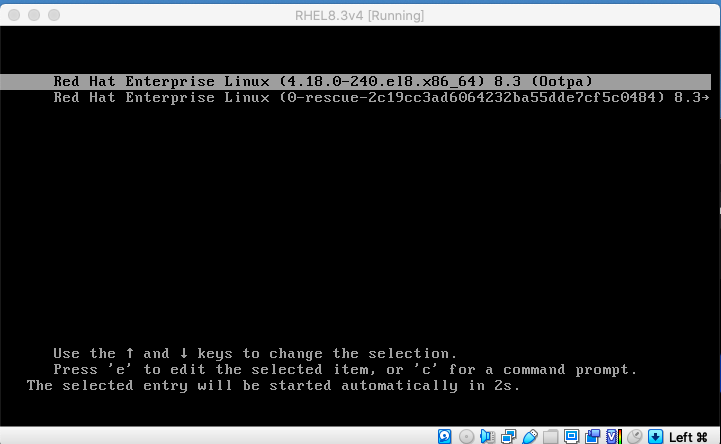 RHEL8.3v4 [Running]
Red Hat Enterprise Linux (4.18.0-240.el8.x86_64) 8.3 (Ootpa)
Red Hat Enterprise Linux (0-rescue-2c19cc3ad6064232ba55dde7cf5c0484) 8.3→
Use the ↑ and ↓ keys to change the selection.
Press 'e' to edit the selected item, or 'c' for a command prompt.
The selected entry will be started automatically in 2s.
Left ⌘